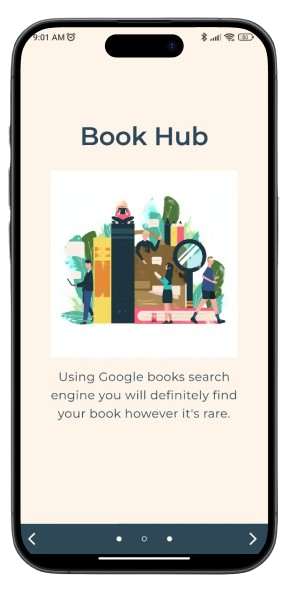 9:01 AM
Book Hub
Using Google books search
engine you will definitely find
your book however it's rare.